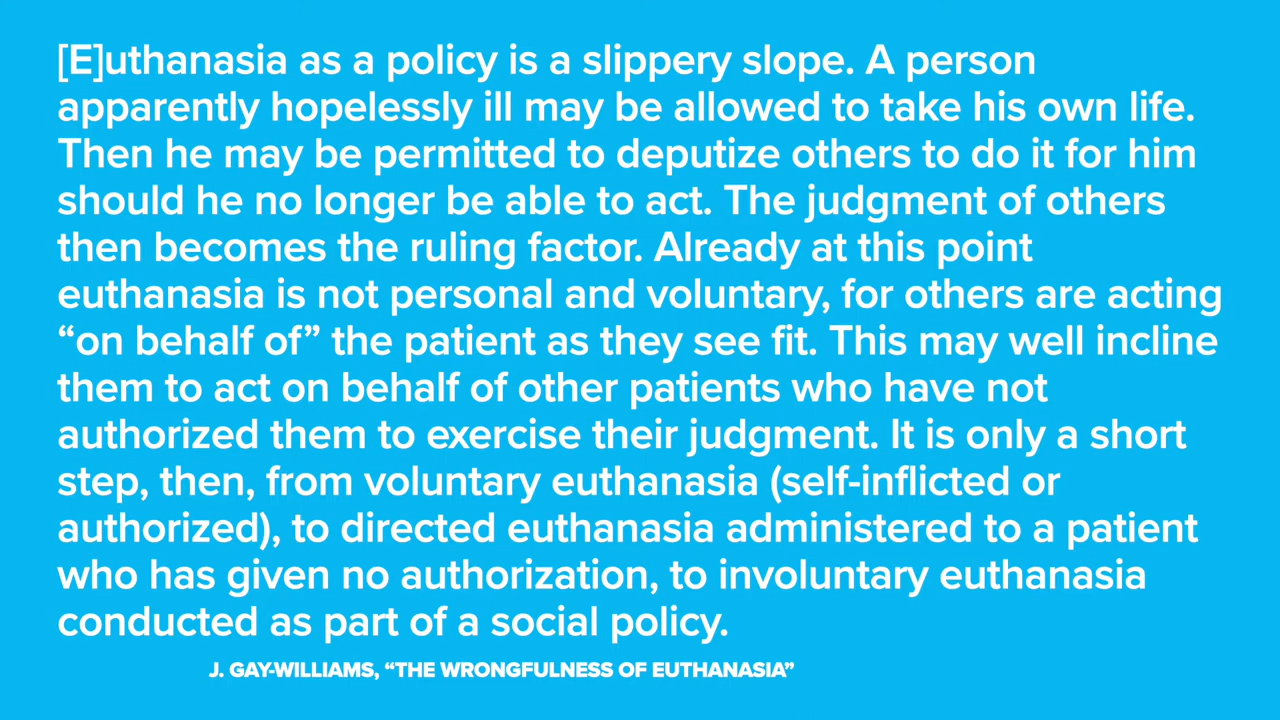 [E]uthanasia as a policy is a slippery slope. A person
apparently hopelessly ill may be allowed to take his own life.
Then he may be permitted to deputize others to do it for him
should he no longer be able to act. The judgment of others
then becomes the ruling factor. Already at this point
euthanasia is not personal and voluntary, for others are acting
“on behalf of” the patient as they see fit. This may well incline
them to act on behalf of other patients who have not
authorized them to exercise their judgment. It is only a short
step, then, from voluntary euthanasia (self-inflicted or
authorized), to directed euthanasia administered to a patient
who has given no authorization, to involuntary euthanasia
conducted as part of a social policy.
J. GAY-WILLIAMS, “THE WRONGFULNESS OF EUTHANASIA”